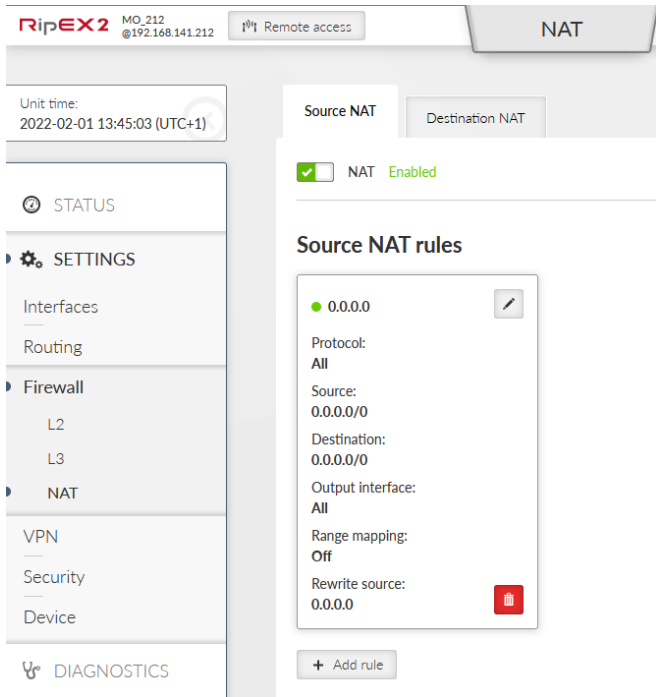 RipEX2 MO_212
@192.168.141.212
Remote access
NAT
Unit time:
2022-02-01 13:45:03 (UTC+1)
STATUS
SETTINGS
Interfaces
Routing
Firewall
L2
L3
NAT
VPN
Security
Device
DIAGNOSTICS
Source NAT
Destination NAT
NAT Enabled
Source NAT rules
0.0.0.0
Protocol:
All
Source:
0.0.0.0/0
Destination:
0.0.0.0/0
Output interface:
All
Range mapping:
Off
Rewrite source:
0.0.0.0
+ Add rule